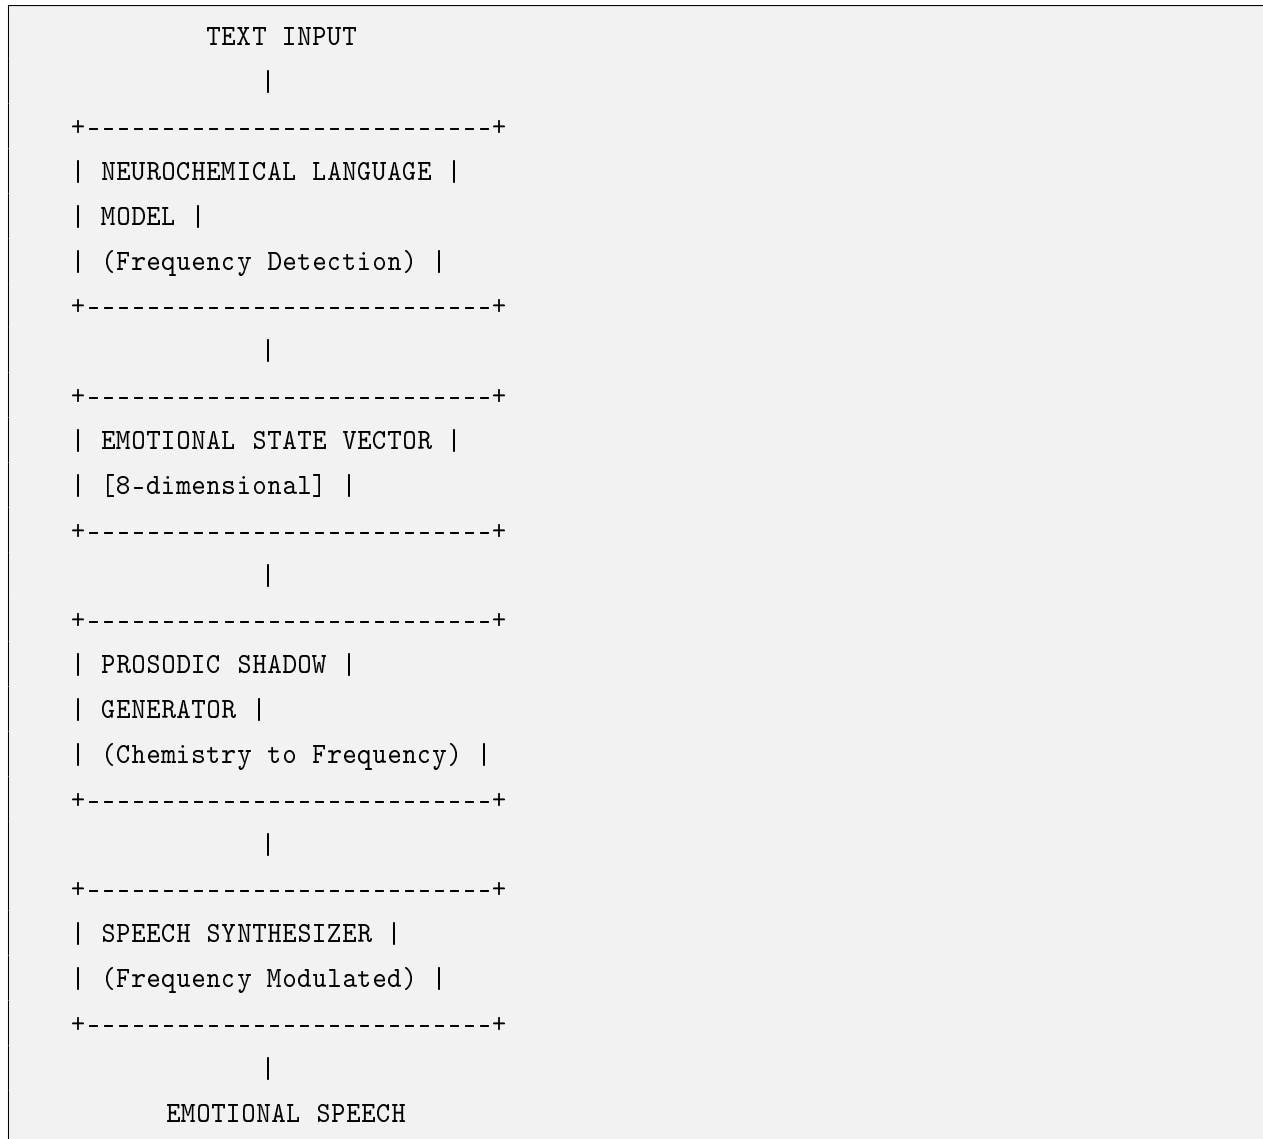 TEXT INPUT
|
+---------------------------+
| NEUROCHEMICAL LANGUAGE |
| MODEL |
| (Frequency Detection) |
+---------------------------+
|
+---------------------------+
| EMOTIONAL STATE VECTOR |
| [8-dimensional] |
+---------------------------+
|
+---------------------------+
| PROSODIC SHADOW |
| GENERATOR |
| (Chemistry to Frequency) |
+---------------------------+
|
+---------------------------+
| SPEECH SYNTHESIZER |
| (Frequency Modulated) |
+---------------------------+
|
EMOTIONAL SPEECH